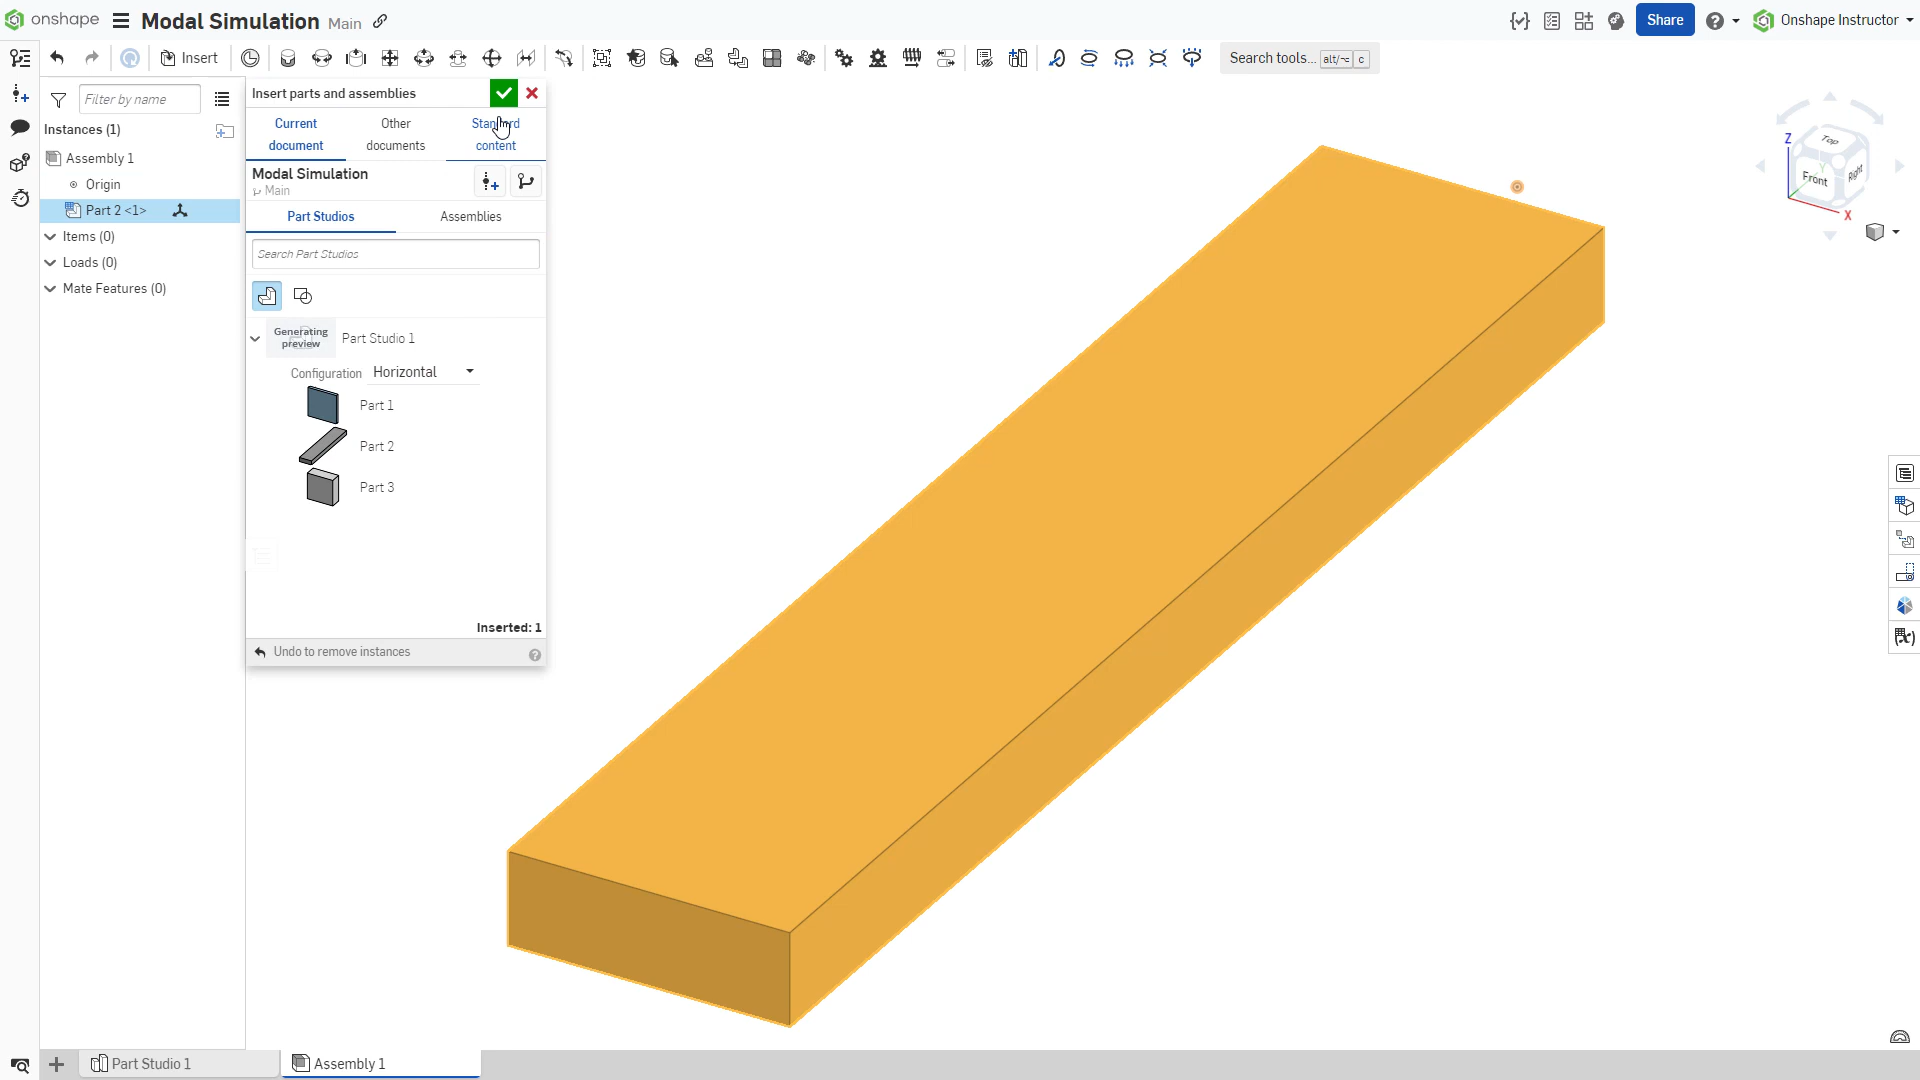 onshape Modal Simulation Main
Share
Onshape Instructor
Insert
Search tools... alt/⌥ c
Filter by name
Instances (1)
Assembly 1
Origin
Part 2 <1>
Items (0)
Loads (0)
Mate Features (0)
Insert parts and assemblies
Current document
Other documents
Standard content
Modal Simulation
Main
Part Studios
Assemblies
Search Part Studios
Generating preview
Part Studio 1
Configuration Horizontal
Part 1
Part 2
Part 3
Inserted: 1
Undo to remove instances
Z
Top
Front
Right
X
Part Studio 1
Assembly 1